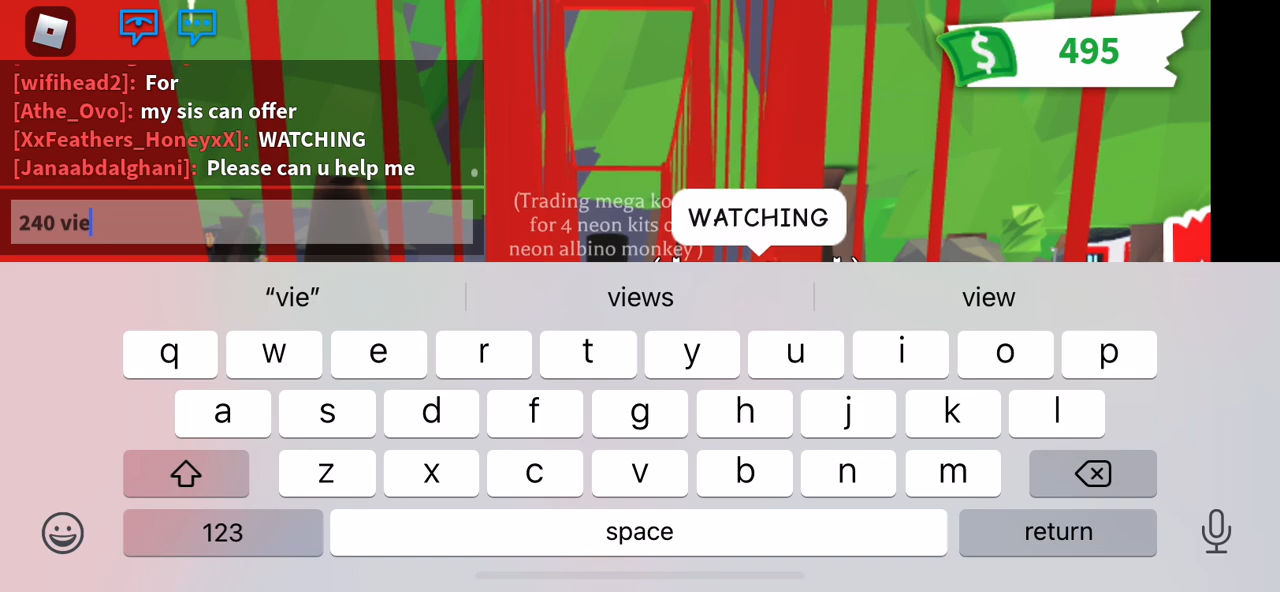 [wifihead2]: For
[Athe_Ovo]: my sis can offer
[XxFeathers_HoneyxX]: WATCHING
[Janaabdalghani]: Please can u help me
240 vie
$ 495
(Trading mega
for 4 neon kits
neon albino monkey)
WATCHING
“vie” views view
q w e r t y u i o p
a s d f g h j k l
z x c v b n m
123 space return